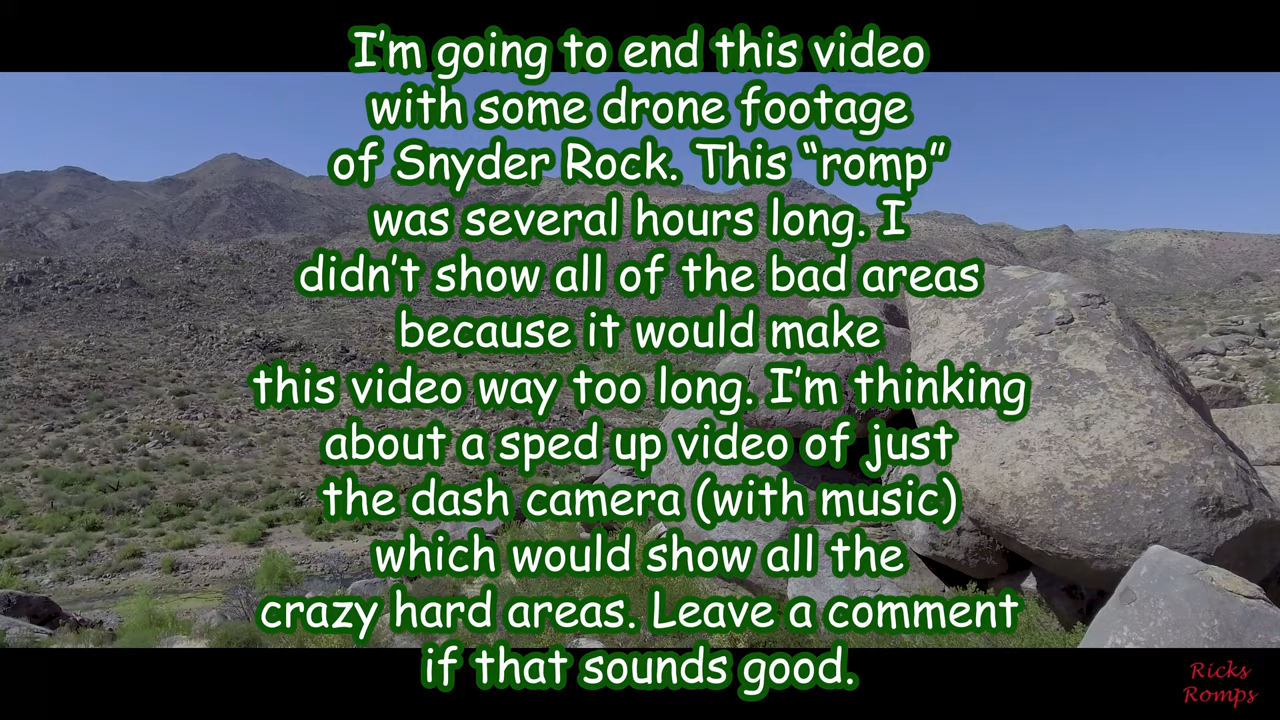 I’m going to end this video
with some drone footage
of Snyder Rock. This “romp”
was several hours long. I
didn’t show all of the bad areas
because it would make
this video way too long. I’m thinking
about a sped up video of just
the dash camera (with music)
which would show all the
crazy hard areas. Leave a comment
if that sounds good.
Ricks
Romps